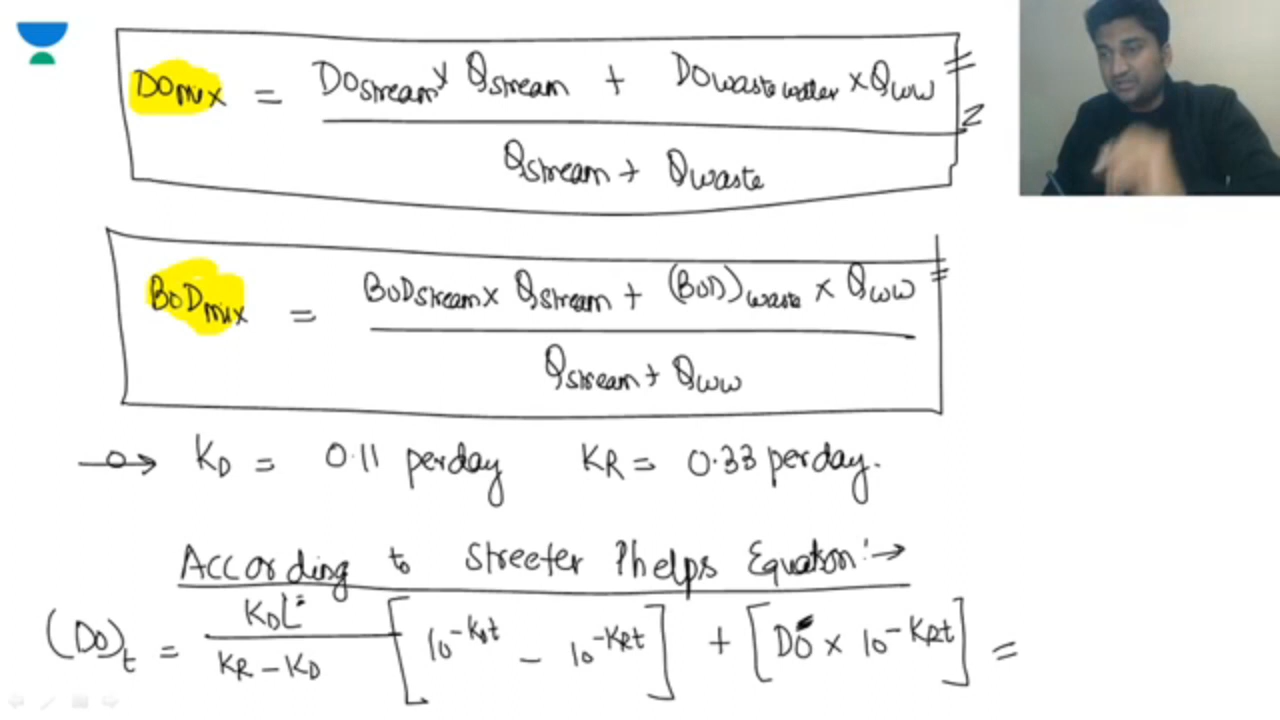 DOmix = DOstream x Qstream + DOwastewater x Qww
Qstream + Qwaste
BODmix = BODstream x Qstream + (BOD)waste x Qww
Qstream + Qww
KD = 0.11 perday KR = 0.33 perday.
According to Streeter Phelps Equation :→
(DO)t = KDL° / KR - KD [10^-KDt - 10^-KRt] + [DO x 10^-KRt] =